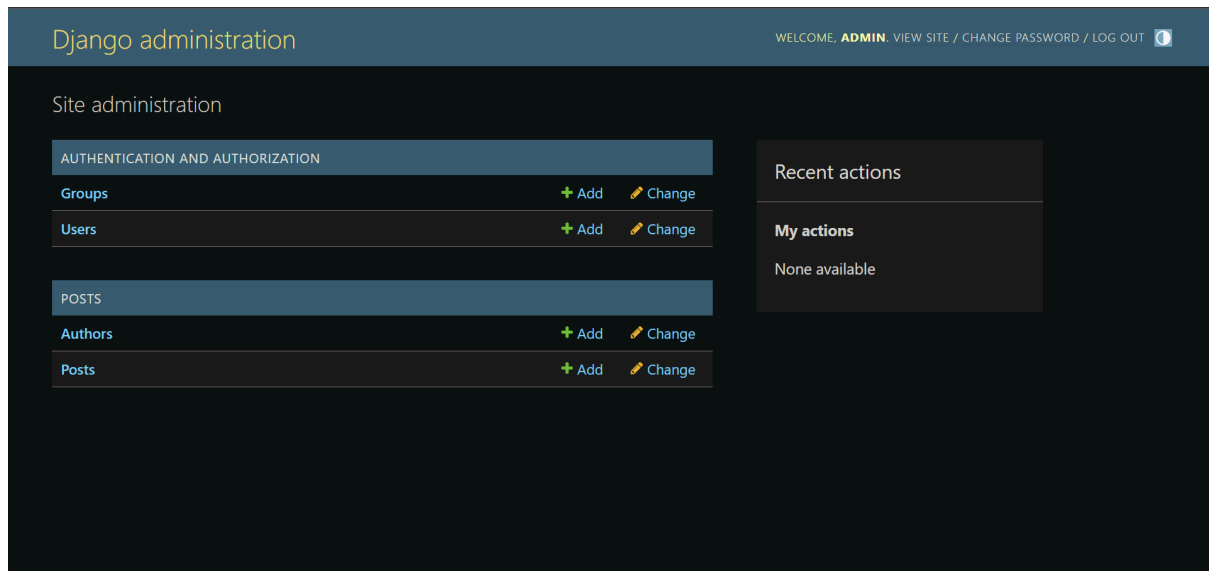 Django administration
WELCOME, ADMIN. VIEW SITE / CHANGE PASSWORD / LOG OUT
Site administration
AUTHENTICATION AND AUTHORIZATION
Groups Add Change
Users Add Change
POSTS
Authors Add Change
Posts Add Change
Recent actions
My actions
None available